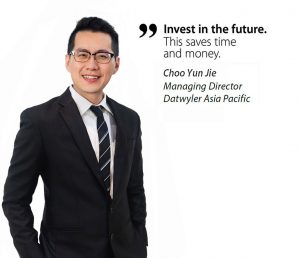 ” Invest in the future.
This saves time
and money.
Choo Yun Jie
Managing Director
Datwyler Asia Pacific